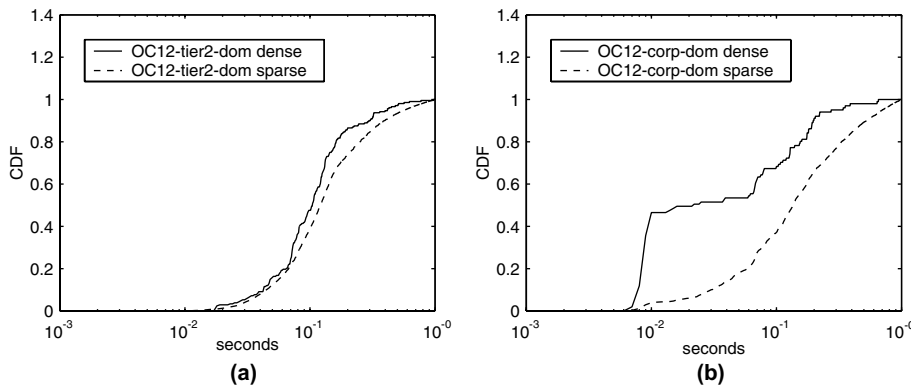 1.4
1.2
1
0.8
0.6
0.4
0.2
0
CDF
OC12-tier2-dom dense
OC12-tier2-dom sparse
10^-3
10^-2
10^-1
10^-0
seconds
(a)
1.4
1.2
1
0.8
0.6
0.4
0.2
0
CDF
OC12-corp-dom dense
OC12-corp-dom sparse
10^-3
10^-2
10^-1
10^-0
seconds
(b)